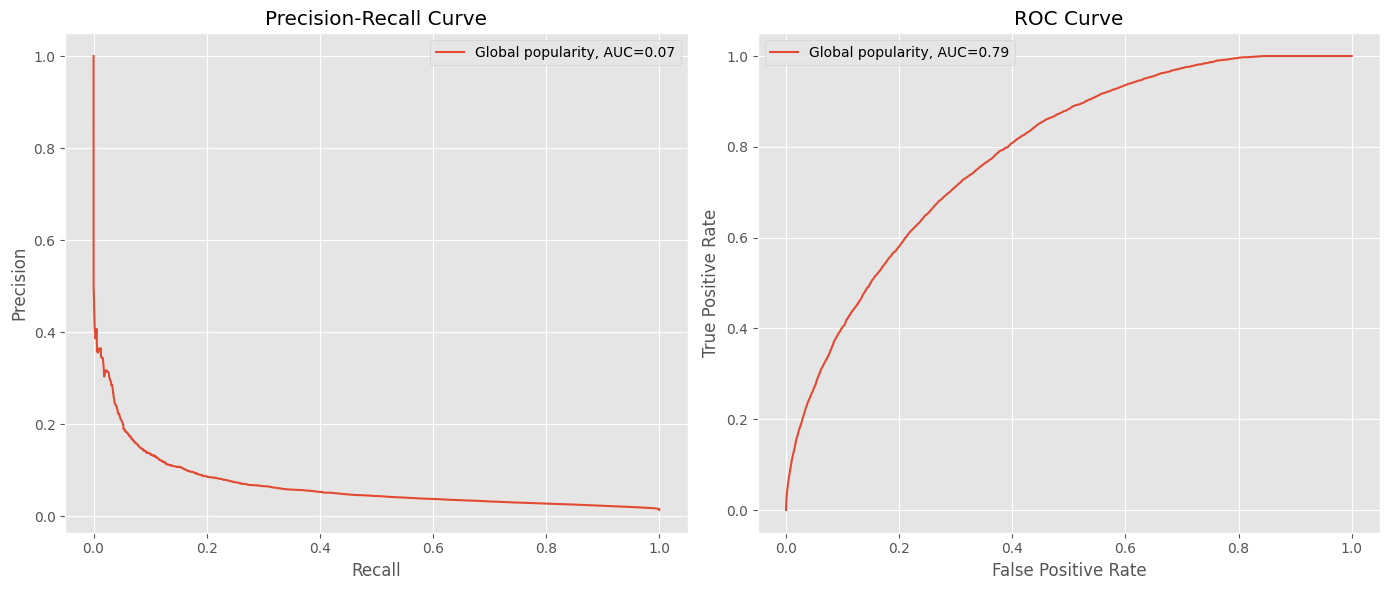 Precision-Recall Curve
Global popularity, AUC=0.07
1.0
0.8
0.6
0.4
0.2
0.0
Precision
0.0 0.2 0.4 0.6 0.8 1.0
Recall
ROC Curve
Global popularity, AUC=0.79
1.0
0.8
0.6
0.4
0.2
0.0
True Positive Rate
0.0 0.2 0.4 0.6 0.8 1.0
False Positive Rate